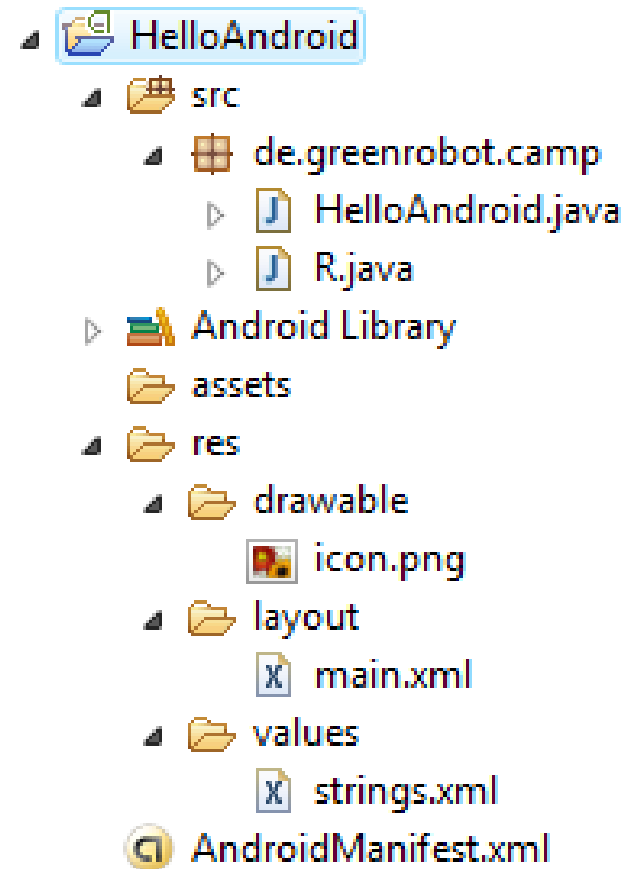 HelloAndroid
src
de.greenrobot.camp
HelloAndroid.java
R.java
Android Library
assets
res
drawable
icon.png
layout
main.xml
values
strings.xml
AndroidManifest.xml